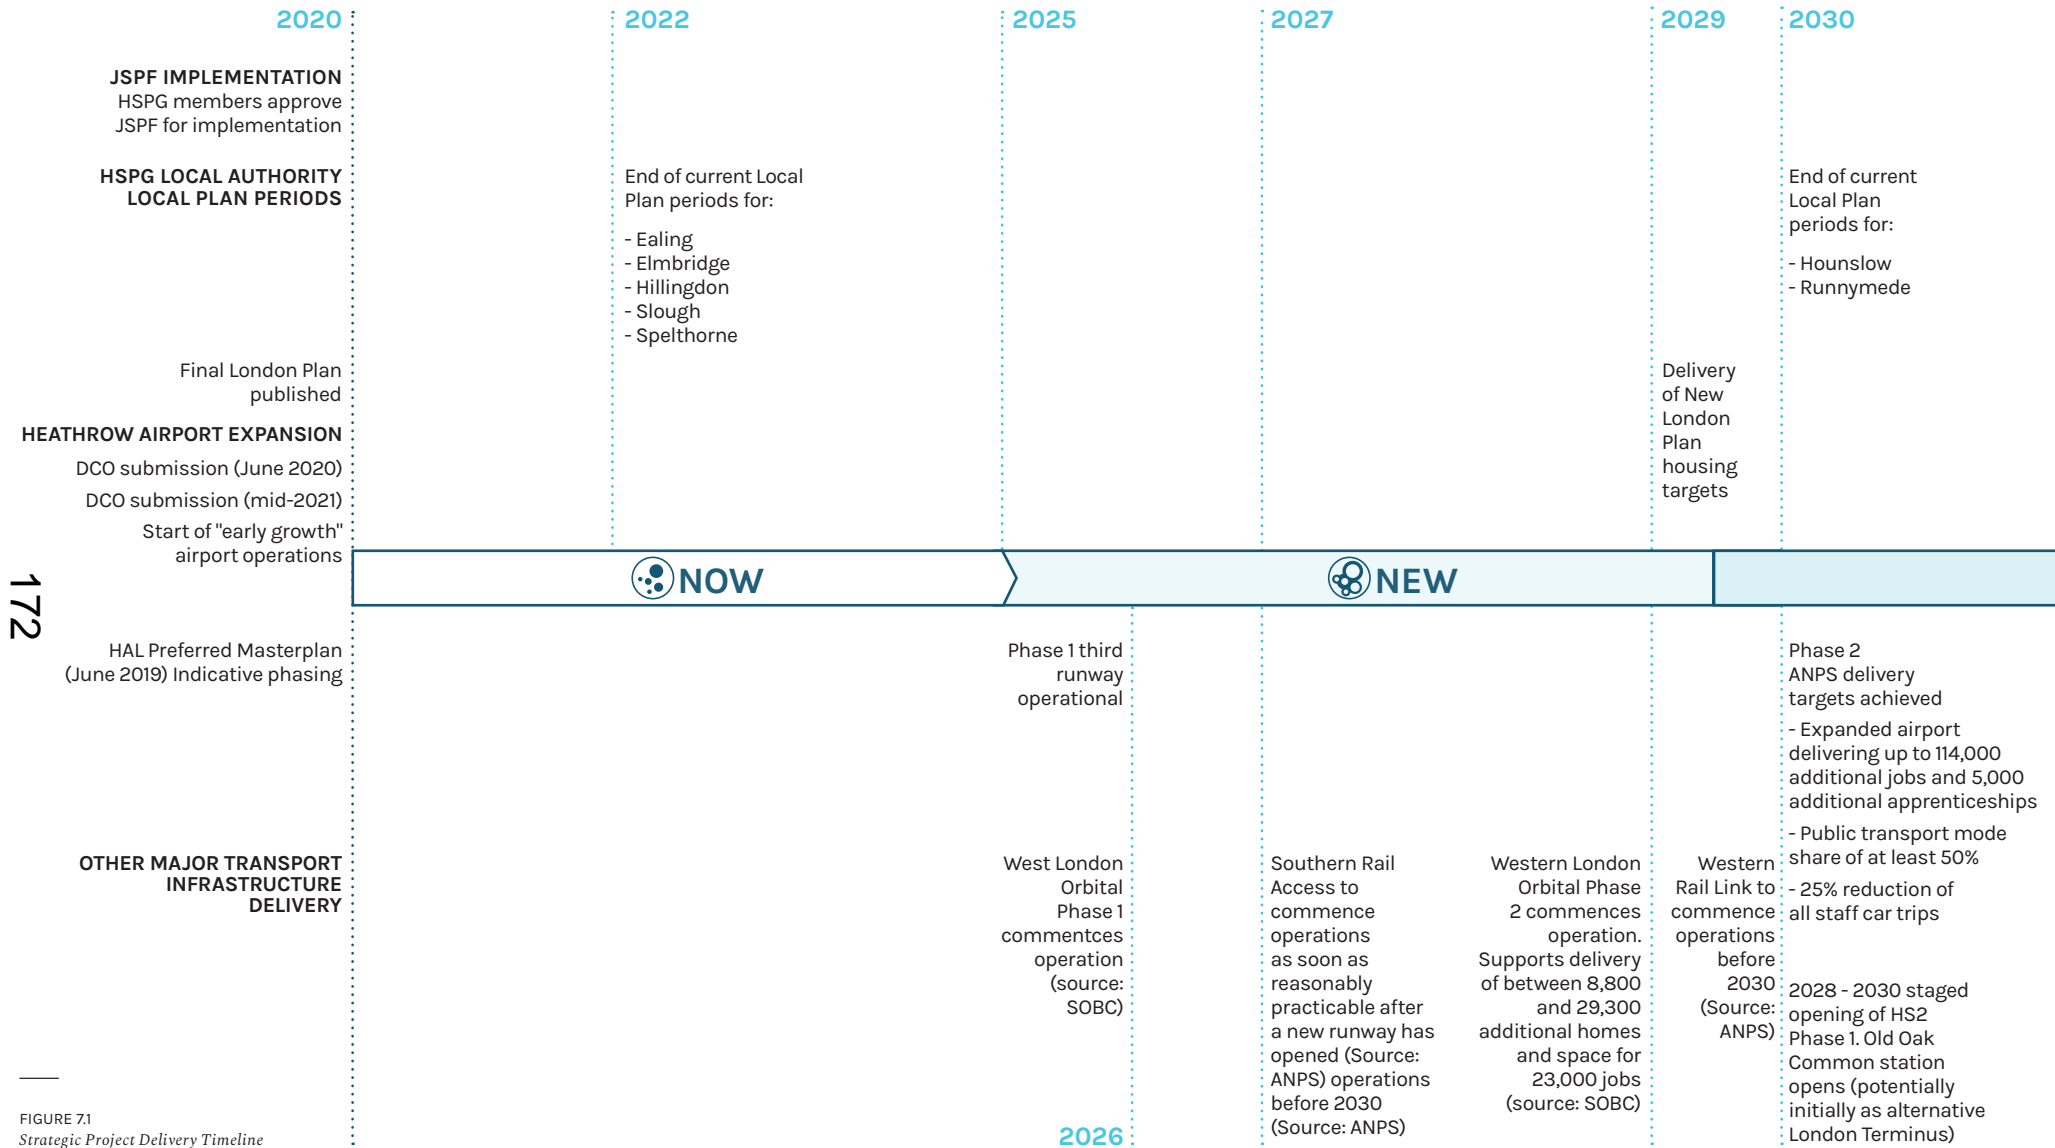 2020
2022
2025
2027
2029
2030
JSPF IMPLEMENTATION
HSPG members approve
JSPF for implementation
HSPG LOCAL AUTHORITY
LOCAL PLAN PERIODS
End of current Local
Plan periods for:
- Ealing
- Elmbridge
- Hillingdon
- Slough
- Spelthorne
End of current
Local Plan
periods for:
- Hounslow
- Runnymede
Final London Plan
published
Delivery
of New
London
Plan
housing
targets
HEATHROW AIRPORT EXPANSION
DCO submission (June 2020)
DCO submission (mid-2021)
Start of "early growth"
airport operations
NOW
NEW
172
HAL Preferred Masterplan
(June 2019) Indicative phasing
Phase 1 third
runway
operational
Phase 2
ANPS delivery
targets achieved
- Expanded airport
delivering up to 114,000
additional jobs and 5,000
additional apprenticeships
- Public transport mode
share of at least 50%
- 25% reduction of
all staff car trips
OTHER MAJOR TRANSPORT
INFRASTRUCTURE
DELIVERY
West London
Orbital
Phase 1
commentces
operation
(source:
SOBC)
Southern Rail
Access to
commence
operations
as soon as
reasonably
practicable after
a new runway has
opened (Source:
ANPS) operations
before 2030
(Source: ANPS)
Western London
Orbital Phase
2 commences
operation.
Supports delivery
of between 8,800
and 29,300
additional homes
and space for
23,000 jobs
(source: SOBC)
Western
Rail Link to
commence
operations
before
2030
(Source:
ANPS)
2028 - 2030 staged
opening of HS2
Phase 1. Old Oak
Common station
opens (potentially
initially as alternative
London Terminus)
2026
FIGURE 7.1
Strategic Project Delivery Timeline